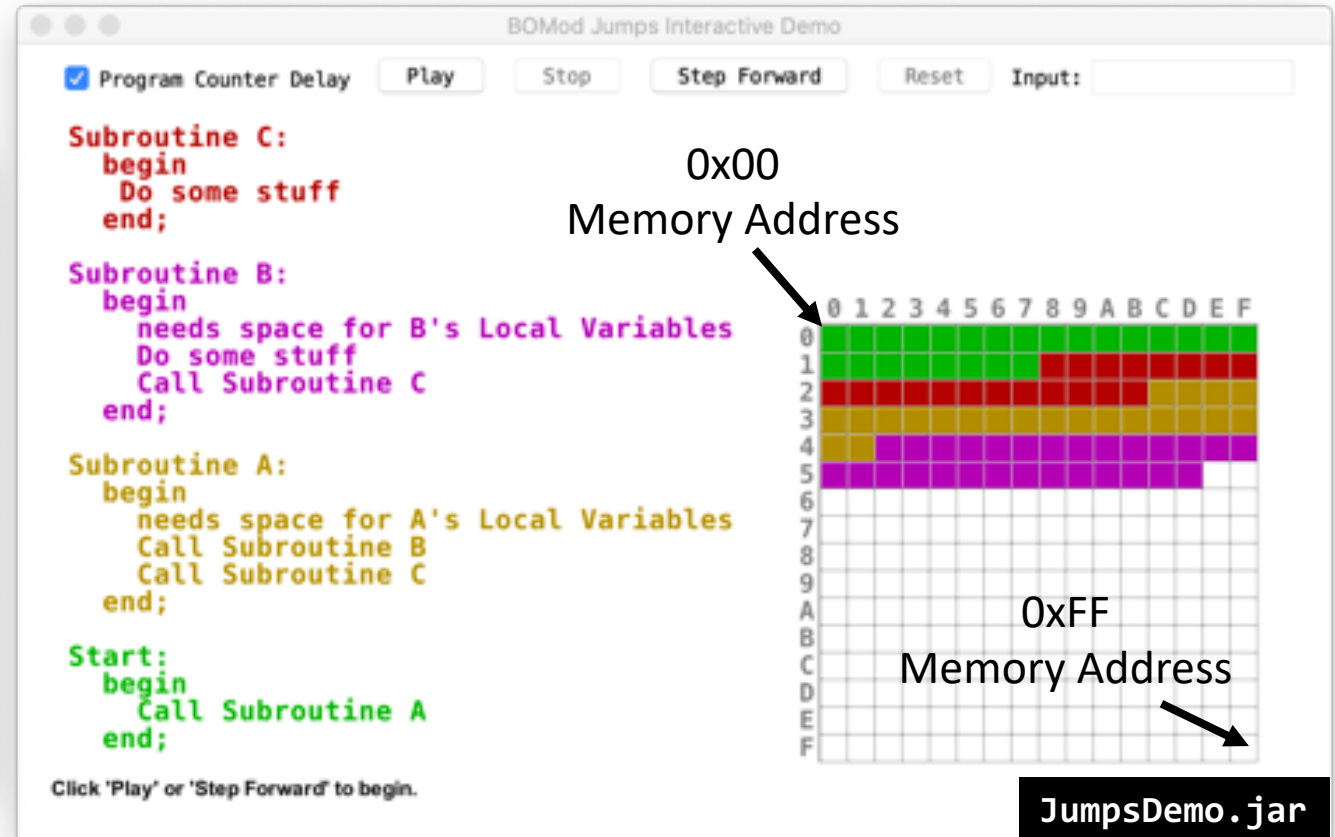 BOMod Jumps Interactive Demo
Program Counter Delay Play Stop Step Forward Reset Input:
Subroutine C:
begin
Do some stuff
end;
Subroutine B:
begin
needs space for B's Local Variables
Do some stuff
Call Subroutine C
end;
Subroutine A:
begin
needs space for A's Local Variables
Call Subroutine B
Call Subroutine C
end;
Start:
begin
Call Subroutine A
end;
Click 'Play' or 'Step Forward' to begin.
0x00
Memory Address
0 1 2 3 4 5 6 7 8 9 A B C D E F
0
1
2
3
4
5
6
7
8
9
A
B
C
D
E
F
0xFF
Memory Address
JumpsDemo.jar